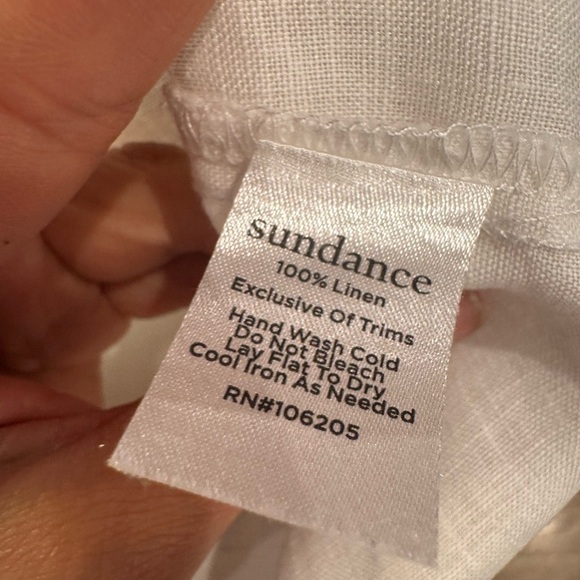 sundance
100% Linen
Exclusive Of Trims
Hand Wash Cold
Do Not Bleach
Lay Flat To Dry
Cool Iron As Needed
RN#106205